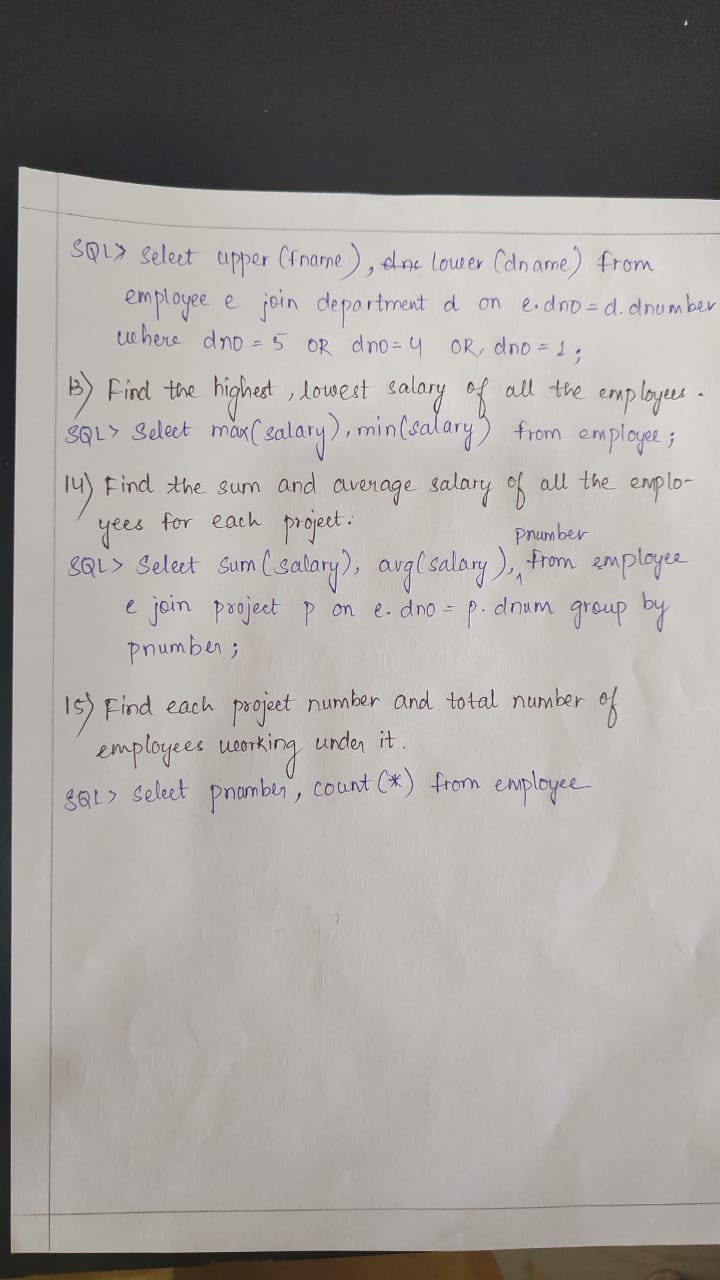 SQL> Select upper (fname), lower (dname) from
employee e join department d on e.dno = d.dnumber
where dno = 5 OR dno = 4 OR, dno = 1;
13) Find the highest, lowest salary of all the employees.
SQL> Select max(salary), min(salary) from employee;
14) Find the sum and average salary of all the emplo-
yees for each project.
pnumber
SQL> Select sum (salary), avg(salary), from employee
e join project p on e.dno = p.dnum group by
pnumber;
15) Find each project number and total number of
employees working under it.
SQL> Select pnumber, count (*) from employee